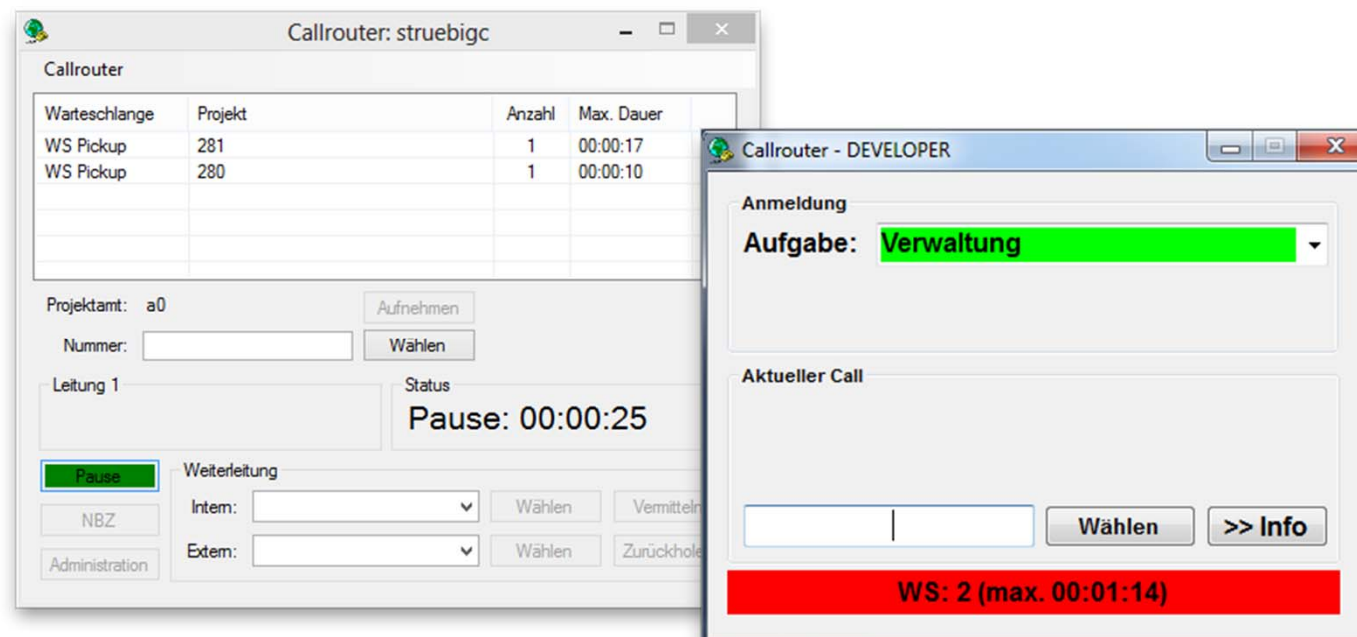 Callrouter: struebigc
Callrouter
Warteschlange Projekt Anzahl Max. Dauer
WS Pickup 281 1 00:00:17
WS Pickup 280 1 00:00:10
Projektamt: a0 Aufnehmen
Nummer: Wählen
Leitung 1 Status
Pause: 00:00:25
Pause Weiterleitung
NBZ Intern: Wählen Vermitteln
Administration Extern: Wählen Zurückhole
Callrouter - DEVELOPER
Anmeldung
Aufgabe: Verwaltung
Aktueller Call
Wählen >> Info
WS: 2 (max. 00:01:14)